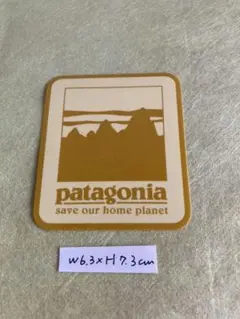 patagonia
save our home planet
W6.3×H7.3cm